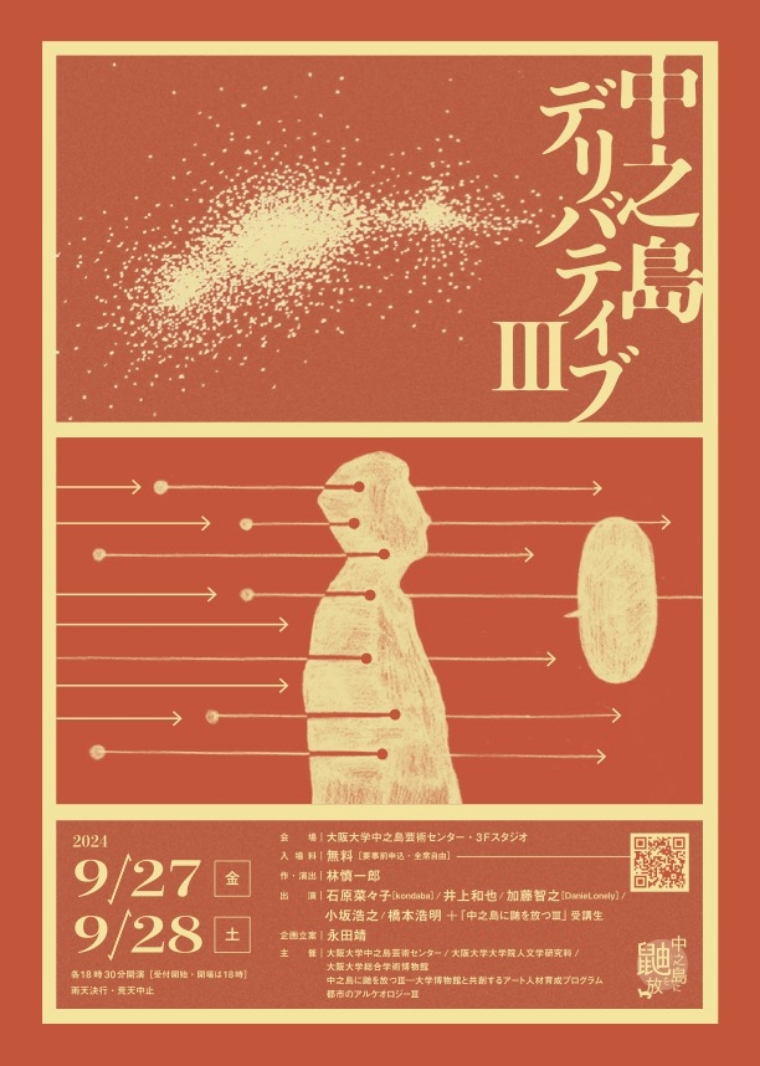 中之島
デリバティブ
III
2024
9/27 金
9/28 土
各18時30分開演［受付開始・開場は18時］
雨天決行・荒天中止
会場｜大阪大学中之島芸術センター・3Fスタジオ
入場料｜無料［要事前申込・全席自由］
作・演出｜林慎一郎
出演｜石原菜々子[kondaba]／井上和也／加藤智之[DanieLonely]／
小坂浩之／橋本浩明 ＋「中之島に鼬を放つⅢ」受講生
企画立案｜永田靖
主催｜大阪大学中之島芸術センター／大阪大学大学院人文学研究科／
大阪大学総合学術博物館
中之島に鼬を放つⅢ―大学博物館と共創するアート人材育成プログラム
都市のアルケオロジーⅢ
中之島に
鼬を
放つ